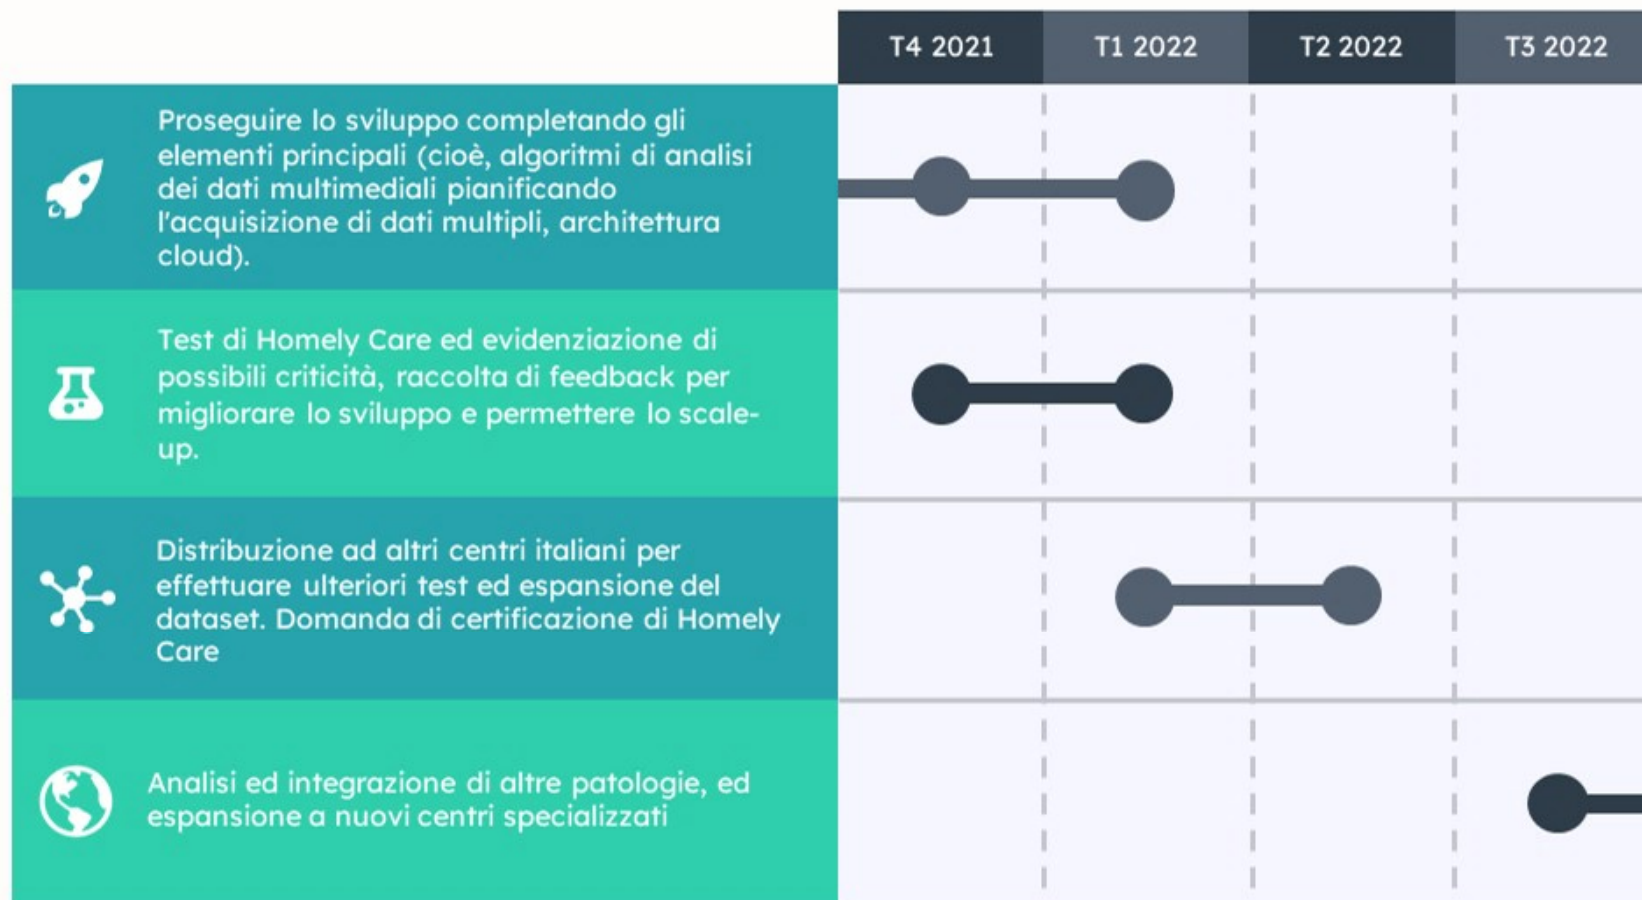 T4 2021
T1 2022
T2 2022
T3 2022
Proseguire lo sviluppo completando gli
elementi principali (cioè, algoritmi di analisi
dei dati multimediali pianificando
l'acquisizione di dati multipli, architettura
cloud).
Test di Homely Care ed evidenziazione di
possibili criticità, raccolta di feedback per
migliorare lo sviluppo e permettere lo scale-
up.
Distribuzione ad altri centri italiani per
effettuare ulteriori test ed espansione del
dataset. Domanda di certificazione di Homely
Care
Analisi ed integrazione di altre patologie, ed
espansione a nuovi centri specializzati